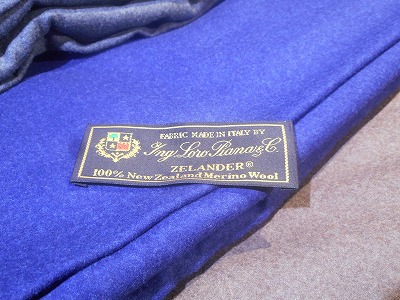 FABRIC MADE IN ITALY BY
Ing. Loro Piana & C.
ZELANDER®
100% New Zealand Merino Wool